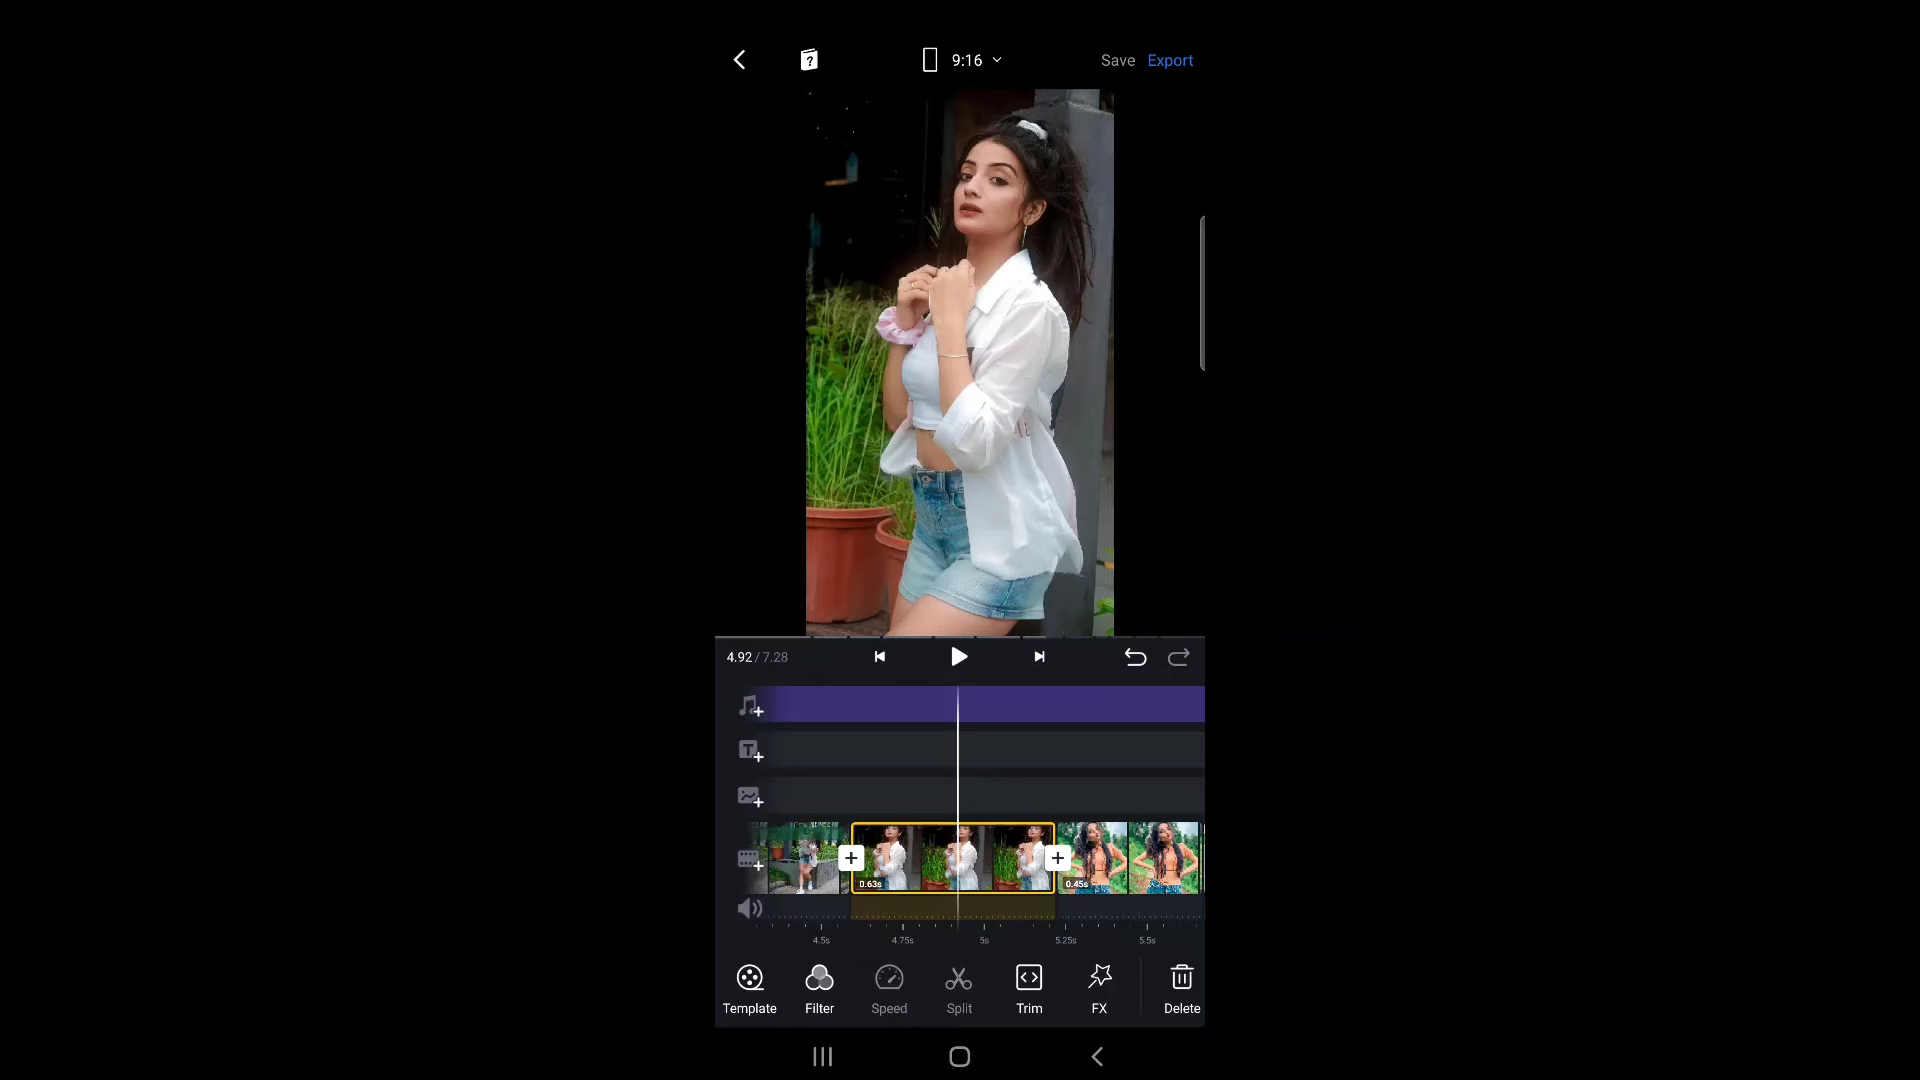 9:16
Save Export
4.92 / 7.28
T
0.63s
0.45s
4.5s 4.75s 5s 5.25s 5.5s
Template Filter Speed Split Trim FX Delete